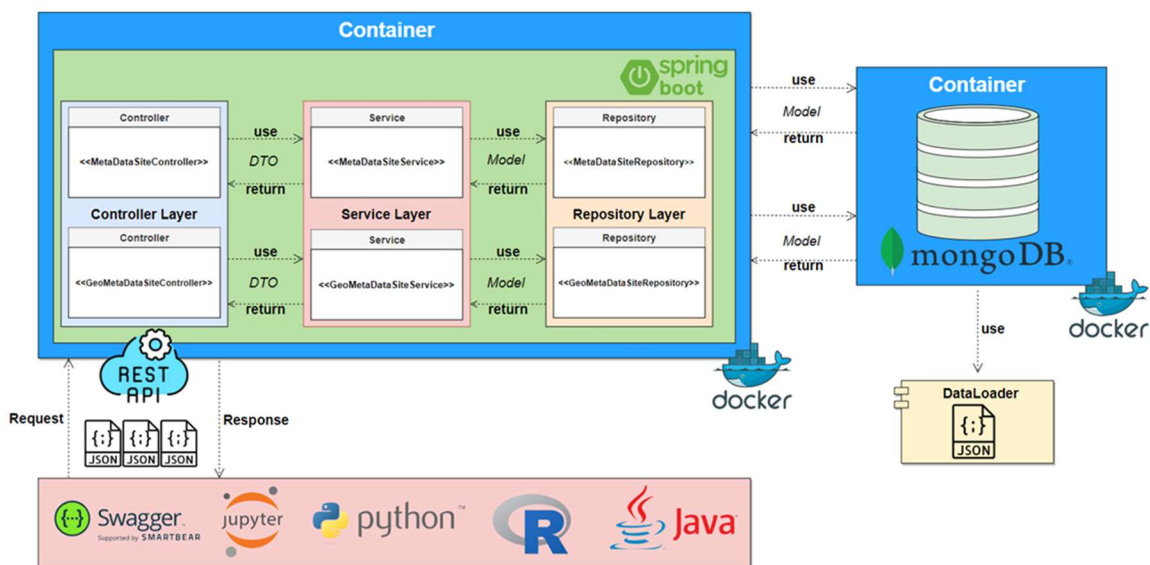 Container
spring
boot
Controller
<<MetaDataSiteController>>
use
DTO
return
Service
<<MetaDataSiteService>>
use
Model
return
Repository
<<MetaDataSiteRepository>>
Controller Layer
Service Layer
Repository Layer
Controller
<<GeoMetaDataSiteController>>
use
DTO
return
Service
<<GeoMetaDataSiteService>>
use
Model
return
Repository
<<GeoMetaDataSiteRepository>>
use
Model
return
use
Model
return
Container
mongoDB®
docker
docker
use
DataLoader
{;}
JSON
REST
API
Request
Response
{;} {;} {;}
JSON JSON JSON
{··} Swagger™
Supported by SMARTBEAR
jupyter
python™
R
Java™